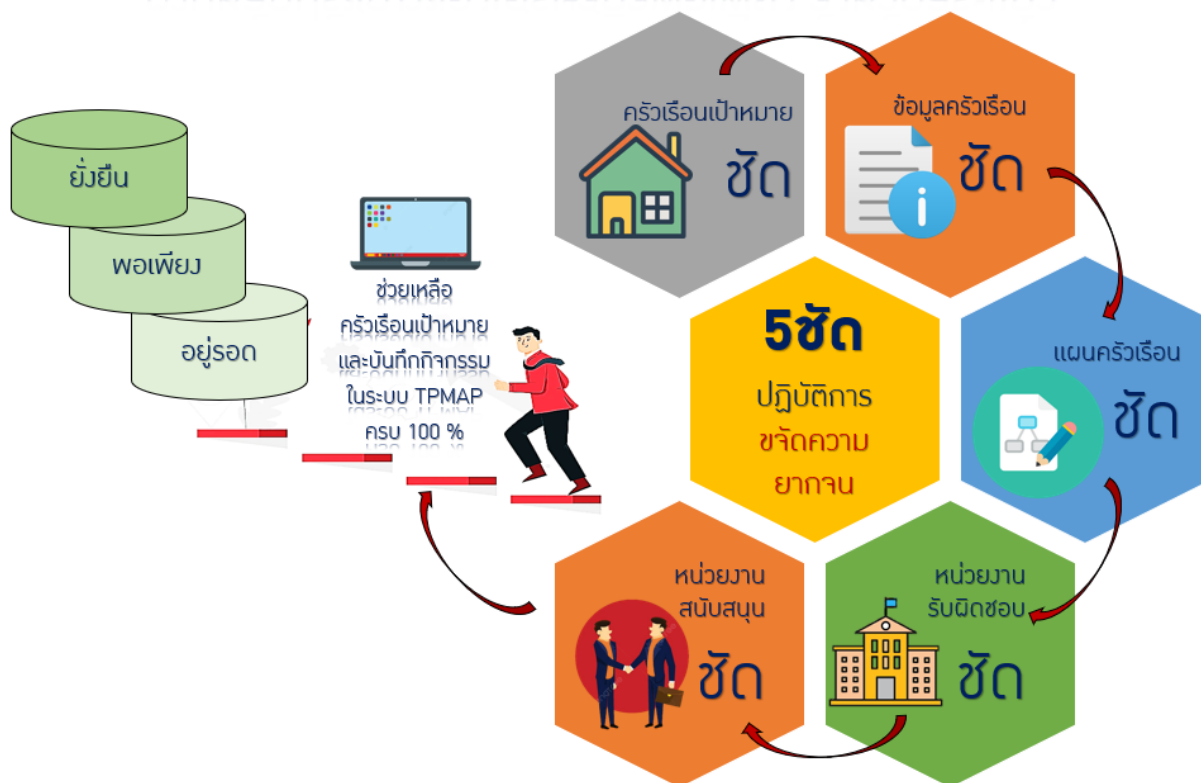 ครัวเรือนเป้าหมาย
ชัด
ข้อมูลครัวเรือน
ชัด
แผนครัวเรือน
ชัด
หน่วยงาน
รับผิดชอบ
ชัด
หน่วยงาน
สนับสนุน
ชัด
5ชัด
ปฏิบัติการ
ขจัดความ
ยากจน
ช่วยเหลือ
ครัวเรือนเป้าหมาย
และบันทึกกิจกรรม
ในระบบ TPMAP
ครบ 100 %
อยู่รอด
พอเพียง
ยั่งยืน